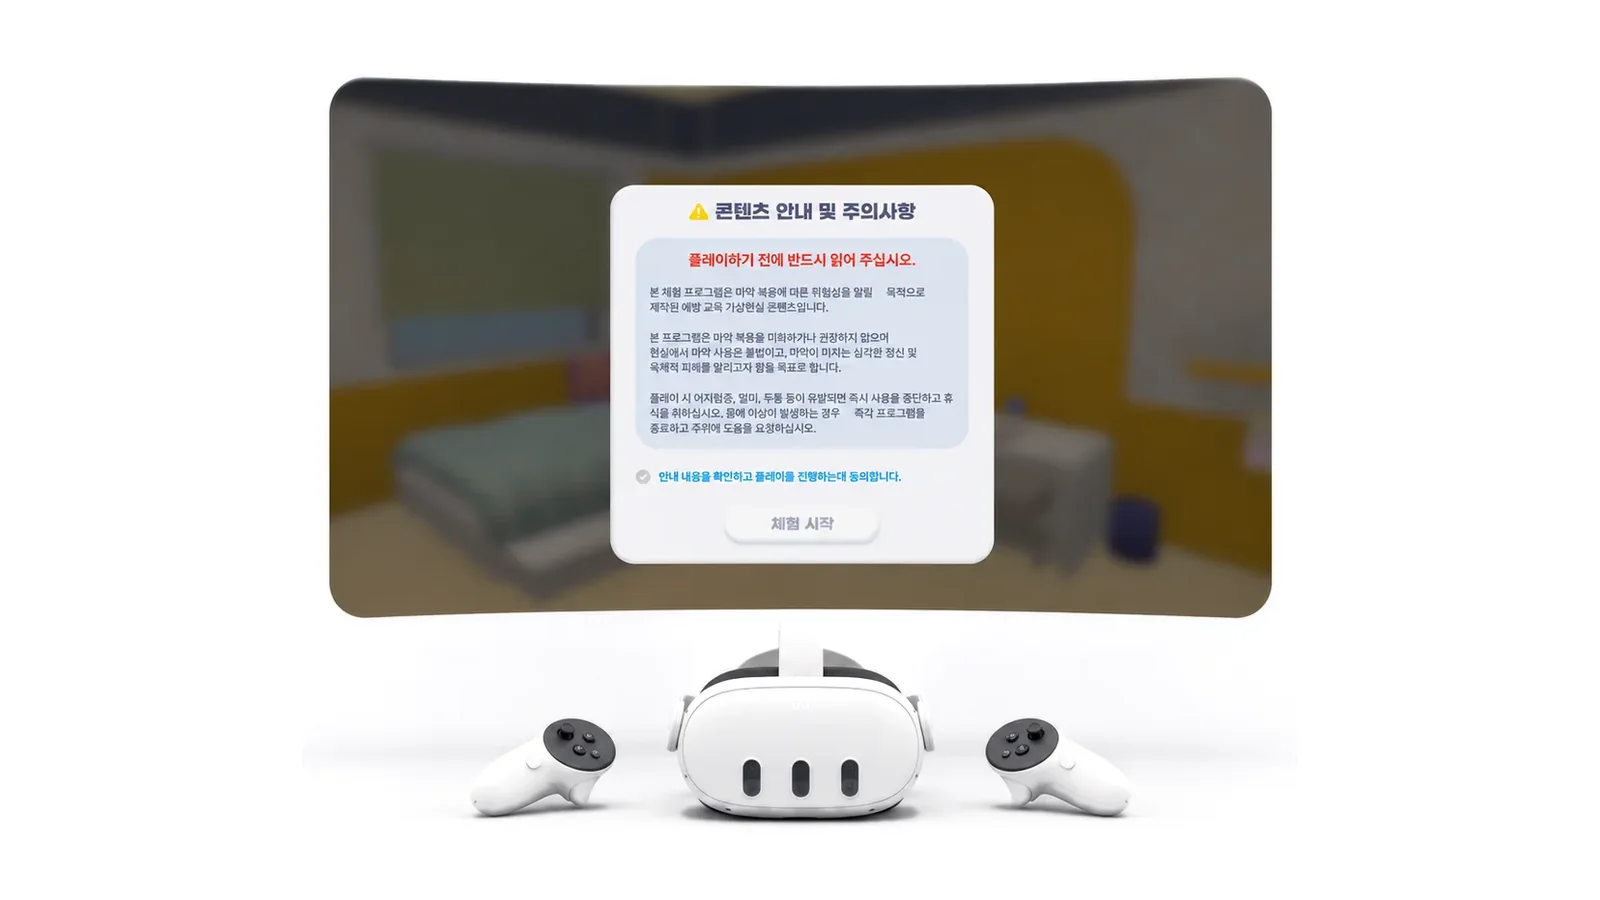 콘텐츠 안내 및 주의사항
플레이하기 전에 반드시 읽어 주십시오.
본 체험 프로그램은 마약 복용에 따른 위험성을 알릴 목적으로
제작된 예방 교육 가상현실 콘텐츠입니다.
본 프로그램은 마약 복용을 미화하거나 권장하지 않으며
현실에서 마약 사용은 불법이고, 마약이 미치는 심각한 정신 및
육체적 피해를 알리고자 함을 목표로 합니다.
플레이 시 어지럼증, 멀미, 두통 등이 유발되면 즉시 사용을 중단하고 휴
식을 취하십시오. 몸에 이상이 발생하는 경우 즉각 프로그램을
종료하고 주위에 도움을 요청하십시오.
안내 내용을 확인하고 플레이를 진행하는대 동의합니다.
체험 시작